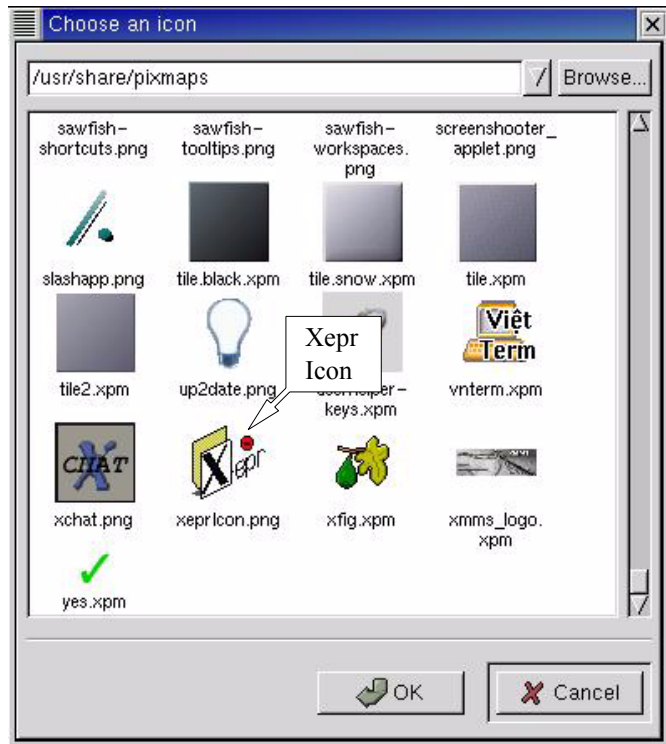 Choose an icon
/usr/share/pixmaps
Browse...
sawfish-
shortcuts.png
sawfish-
tooltips.png
sawfish-
workspaces.
png
screenshooter_
applet.png
slashapp.png
tile.black.xpm
tile.snow.xpm
tile.xpm
Xepr
Icon
Việt
Term
tile2.xpm
up2date.png
keys.xpm
vnterm.xpm
CHAT
X
Xepr
xchat.png
xeprIcon.png
xfig.xpm
xmms_logo.
xpm
yes.xpm
OK
Cancel